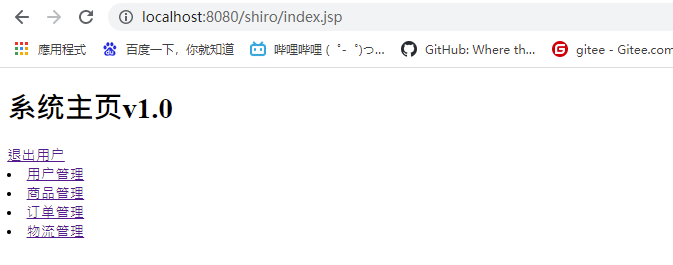 localhost:8080/shiro/index.jsp
應用程式 百度一下，你就知道 哔哩哔哩 (゜-゜)つ... GitHub: Where th... gitee - Gitee.com
系统主页v1.0
退出用户
用户管理
商品管理
订单管理
物流管理